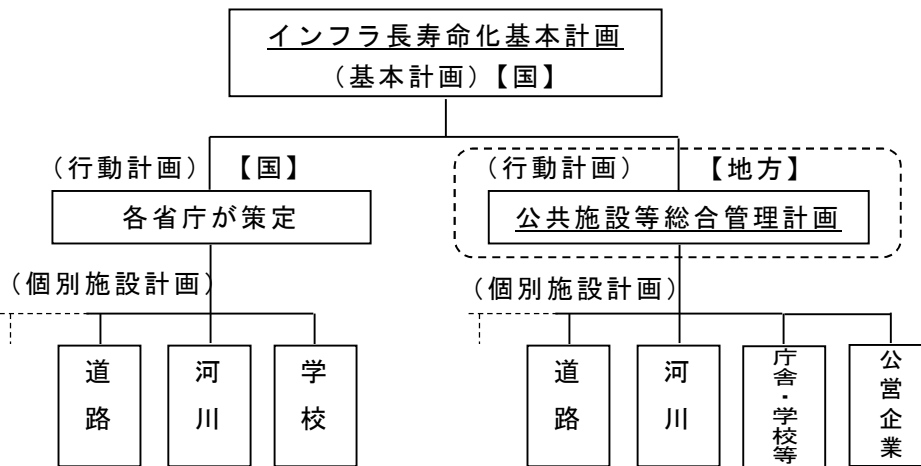 インフラ長寿命化基本計画
(基本計画)【国】
(行動計画) 【国】
各省庁が策定
(行動計画) 【地方】
公共施設等総合管理計画
(個別施設計画)
道路
河川
学校
(個別施設計画)
道路
河川
庁舎・学校等
公営企業